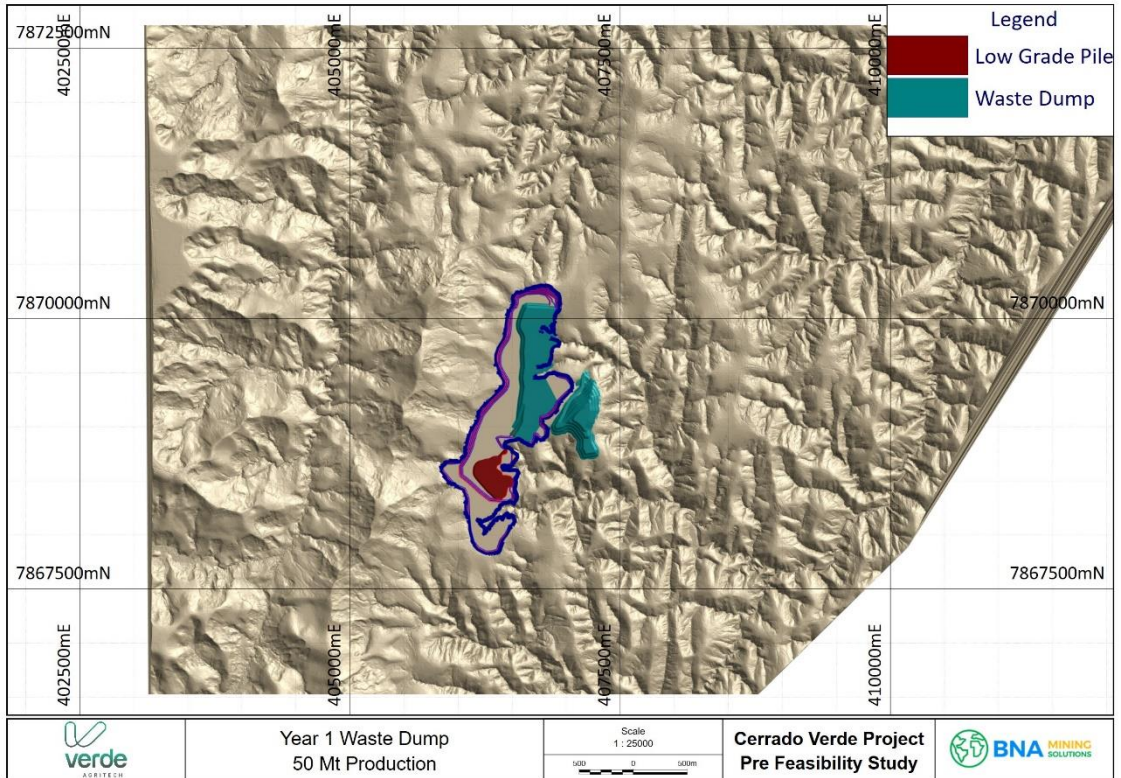 7872500mN
402500mE
405000mE
407500mE
410000mE
Legend
Low Grade Pile
Waste Dump
7870000mN
7870000mN
7867500mN
7867500mN
402500mE
405000mE
407500mE
410000mE
verde
AGRITECH
Year 1 Waste Dump
50 Mt Production
Scale
1 : 25000
500
0
500m
Cerrado Verde Project
Pre Feasibility Study
BNA MINING
SOLUTIONS